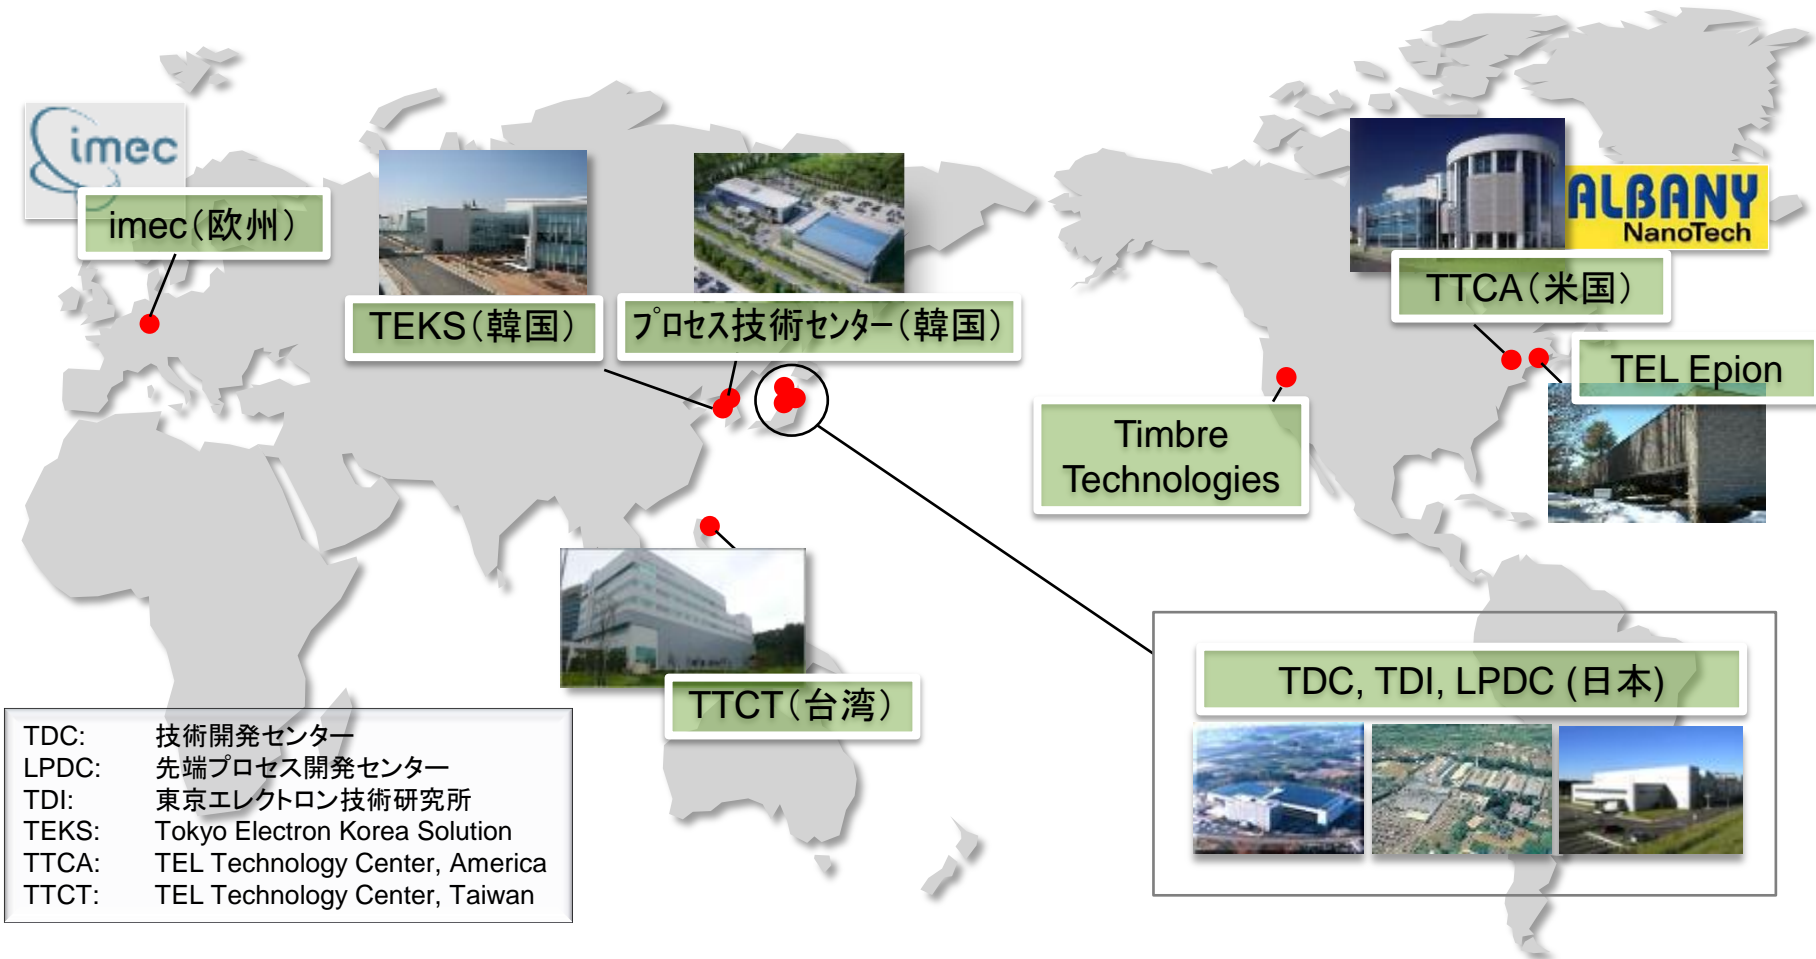 imec
imec(欧州)
TEKS(韓国)
プロセス技術センター(韓国)
ALBANY
NanoTech
TTCA(米国)
TEL Epion
Timbre
Technologies
TTCT(台湾)
TDC, TDI, LPDC (日本)
TDC: 技術開発センター
LPDC: 先端プロセス開発センター
TDI: 東京エレクトロン技術研究所
TEKS: Tokyo Electron Korea Solution
TTCA: TEL Technology Center, America
TTCT: TEL Technology Center, Taiwan